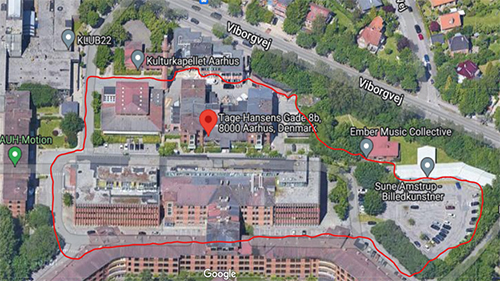 KLUB22
Viborgvej
Kulturkapellet Aarhus
Viborgvej
Tage-Hansens Gade 8b,
8000 Aarhus, Denmark
AUH-Motion
Ember Music Collective
Sune Amstrup -
Billedkunstner
Google